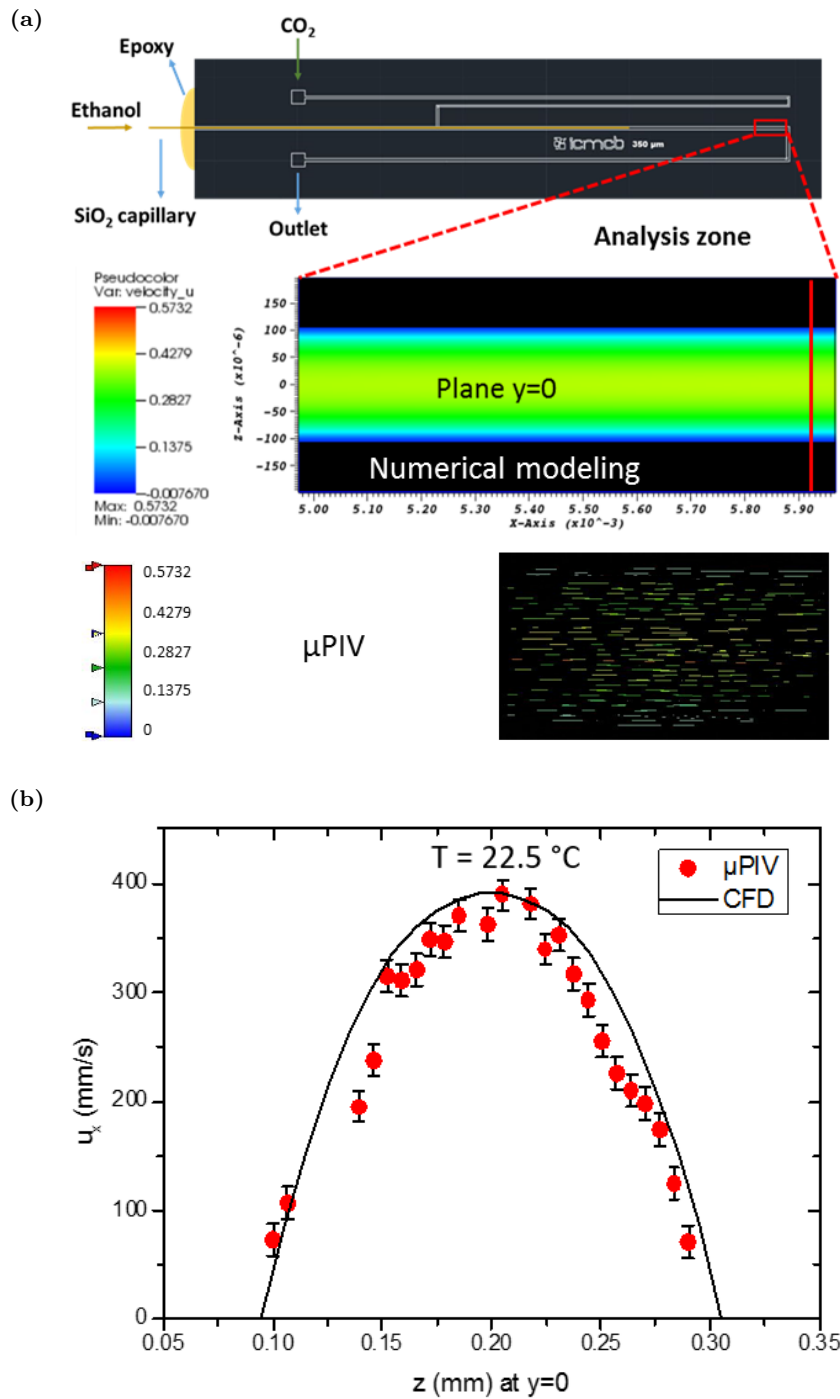 (a)
CO2
Epoxy
Ethanol
icmcb 350 µm
SiO2 capillary
Outlet
Analysis zone
Pseudocolor
Var: velocity_u
0.5732
0.4279
0.2827
0.1375
-0.007670
Max: 0.5732
Min: -0.007670
Z-Axis (x10^-6)
150
100
50
0
-50
-100
-150
Plane y=0
Numerical modeling
5.00 5.10 5.20 5.30 5.40 5.50 5.60 5.70 5.80 5.90
X-Axis (x10^-3)
0.5732
0.4279
0.2827
0.1375
0
µPIV
(b)
T = 22.5 °C
µPIV
CFD
400
300
200
100
0
ux (mm/s)
0.05 0.10 0.15 0.20 0.25 0.30 0.35
z (mm) at y=0